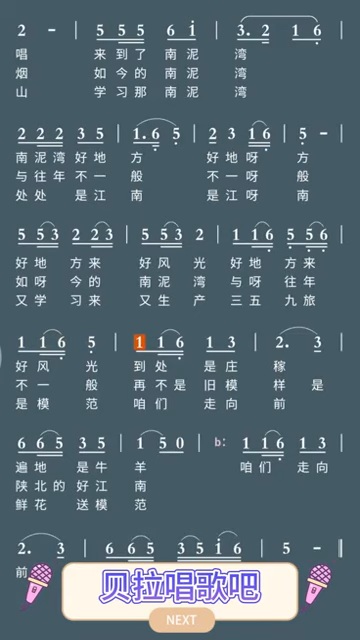 2 - | 5 5 5 5 6 i | 3. 2 1 6 |
唱 来 到 了 南 泥 湾
烟 如 今 的 南 泥 湾
山 学 习 那 南 泥 湾
2 2 2 3 5 | 1. 6 5 | 2 3 1 6 | 5 - |
南 泥 湾 好 地 方 好 地 呀 方
与 往 年 不 一 般 不 一 呀 般
处 处 是 江 南 是 江 呀 南
5 5 3 2 2 3 | 5 5 3 2 | 1 1 6 5 5 6 |
好 地 方 来 好 风 光 好 地 方 来
如 呀 今 的 南 泥 湾 与 呀 往 年
又 学 习 来 又 生 产 三 五 九 旅
1 1 6 5 | 1 1 6 1 3 | 2. 3 |
好 风 光 到 处 是 庄 稼
不 一 般 再 不 是 旧 模 样 是
是 模 范 咱 们 走 向 前
6 6 5 3 5 | 1 5 0 | b: 1 1 6 1 3 |
遍 地 是 牛 羊 咱 们 走 向
陕 北 的 好 江 南
鲜 花 送 模 范
2. 3 | 6 6 5 3 5 i 6 | 5 - ‖
前
贝拉唱歌吧
NEXT